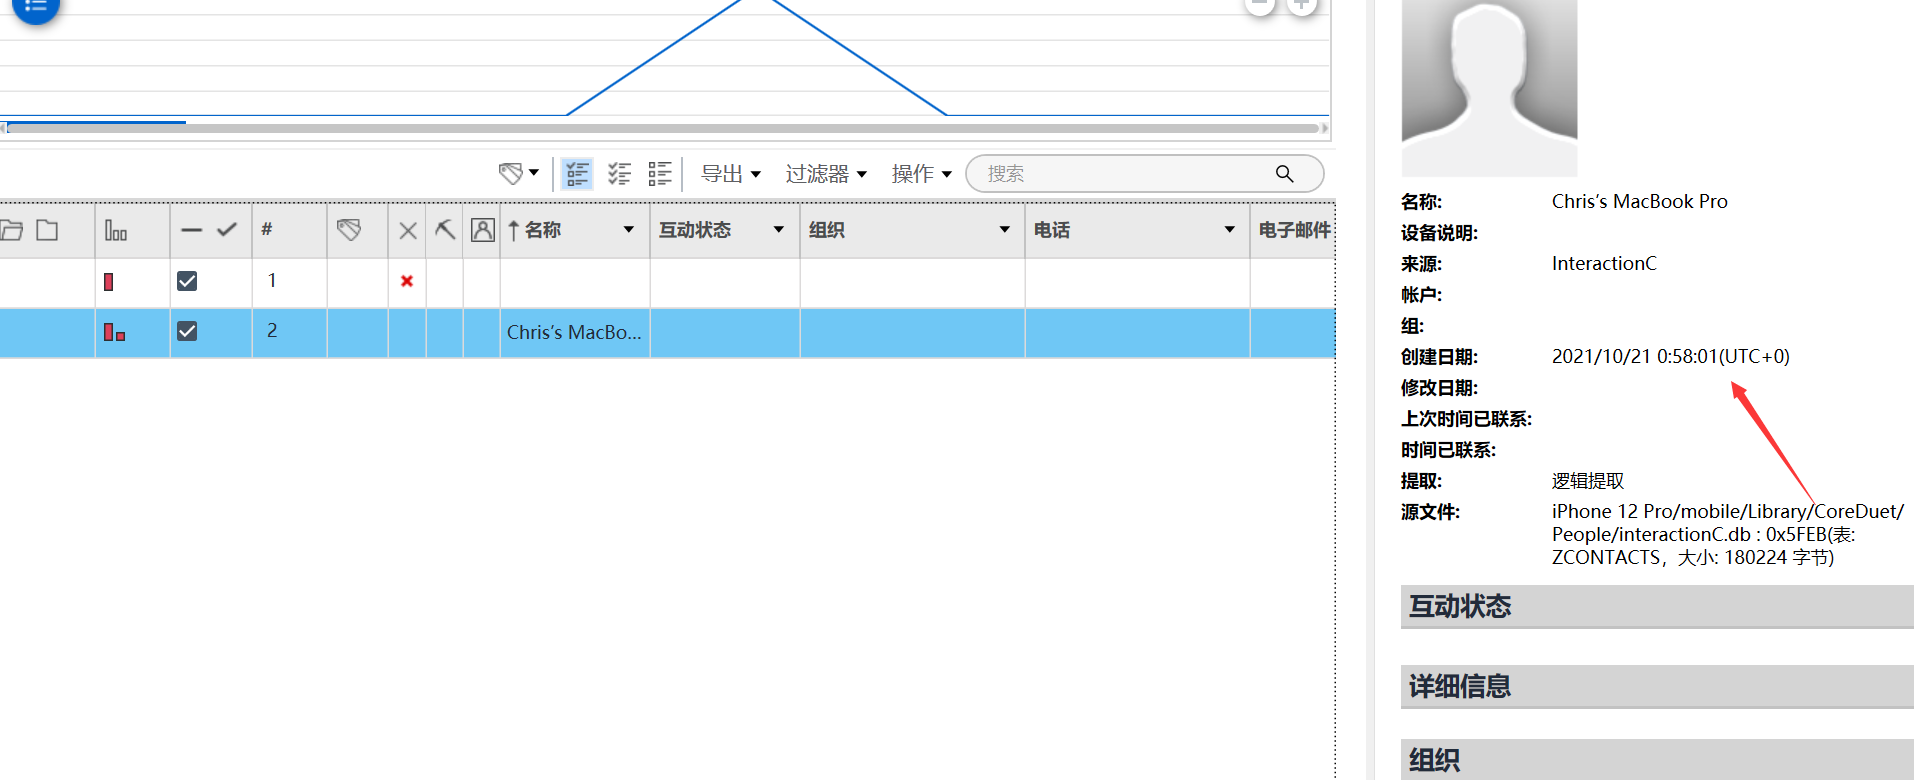 导出
过滤器
操作
搜索
# 名称 互动状态 组织 电话 电子邮件
1
2 Chris’s MacBo...
名称: Chris’s MacBook Pro
设备说明:
来源: InteractionC
帐户:
组:
创建日期: 2021/10/21 0:58:01(UTC+0)
修改日期:
上次时间已联系:
时间已联系:
提取: 逻辑提取
源文件: iPhone 12 Pro/mobile/Library/CoreDuet/
People/interactionC.db : 0x5FEB(表:
ZCONTACTS，大小: 180224 字节)
互动状态
详细信息
组织